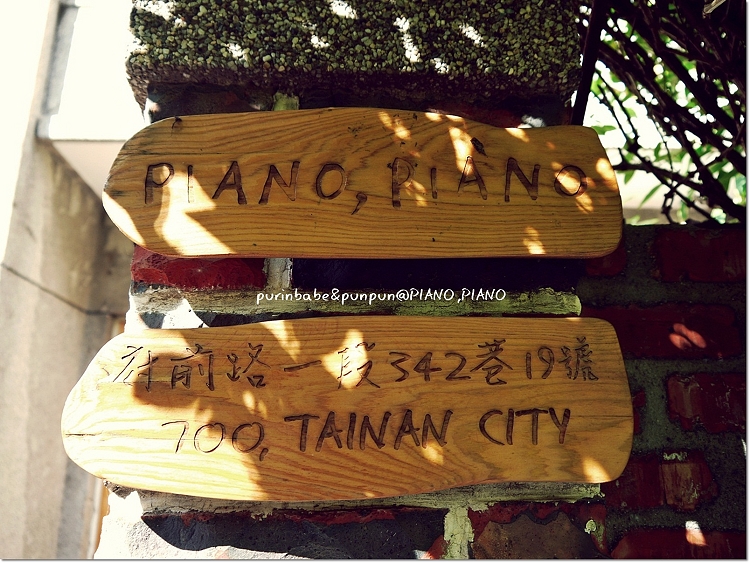 PIANO, PIÀNO
purinbabe&punpun@PIANO,PIANO
府前路一段342巷19號
700, TAINAN CITY